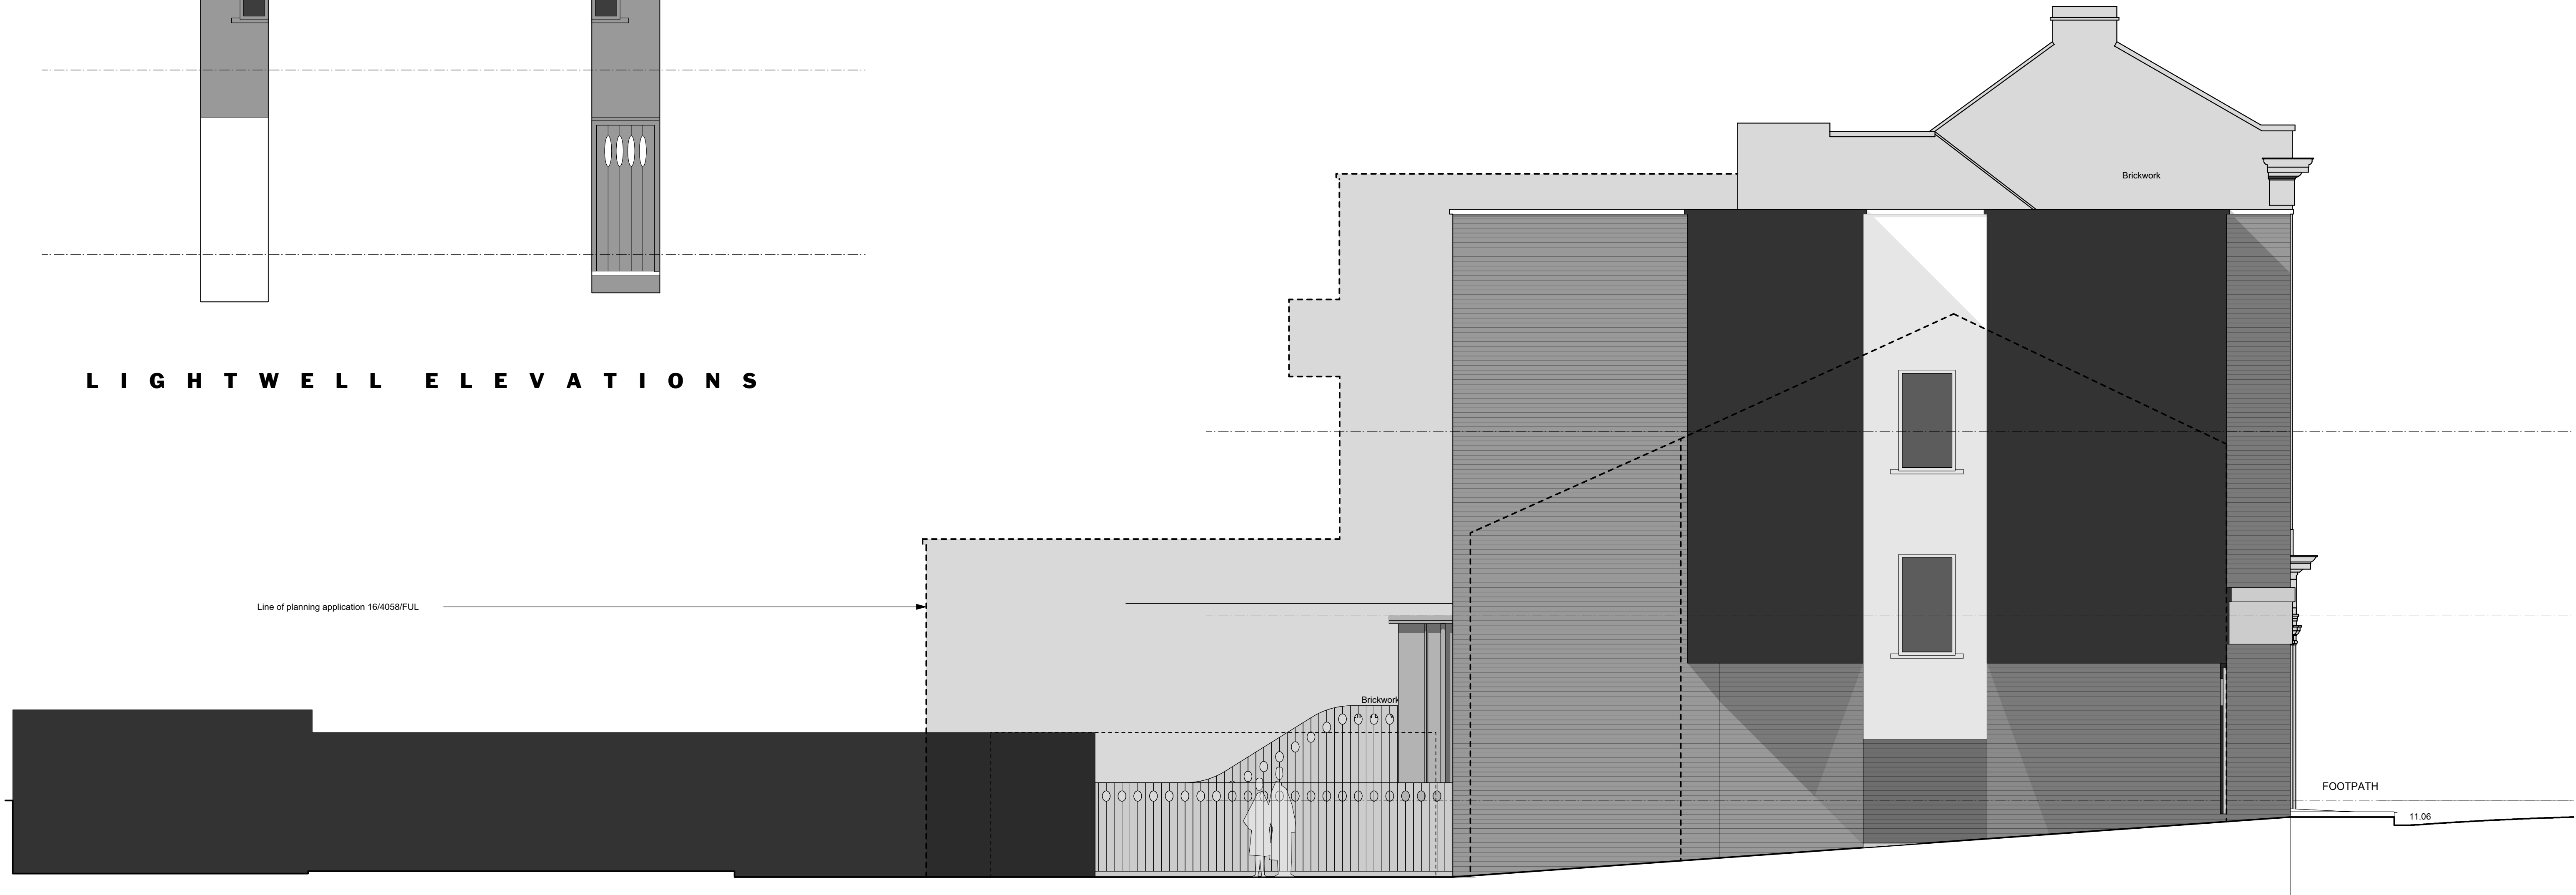 Brickwork
LIGHTWELL ELEVATIONS
Line of planning application 16/4058/FUL
Brickwork
FOOTPATH
11.06